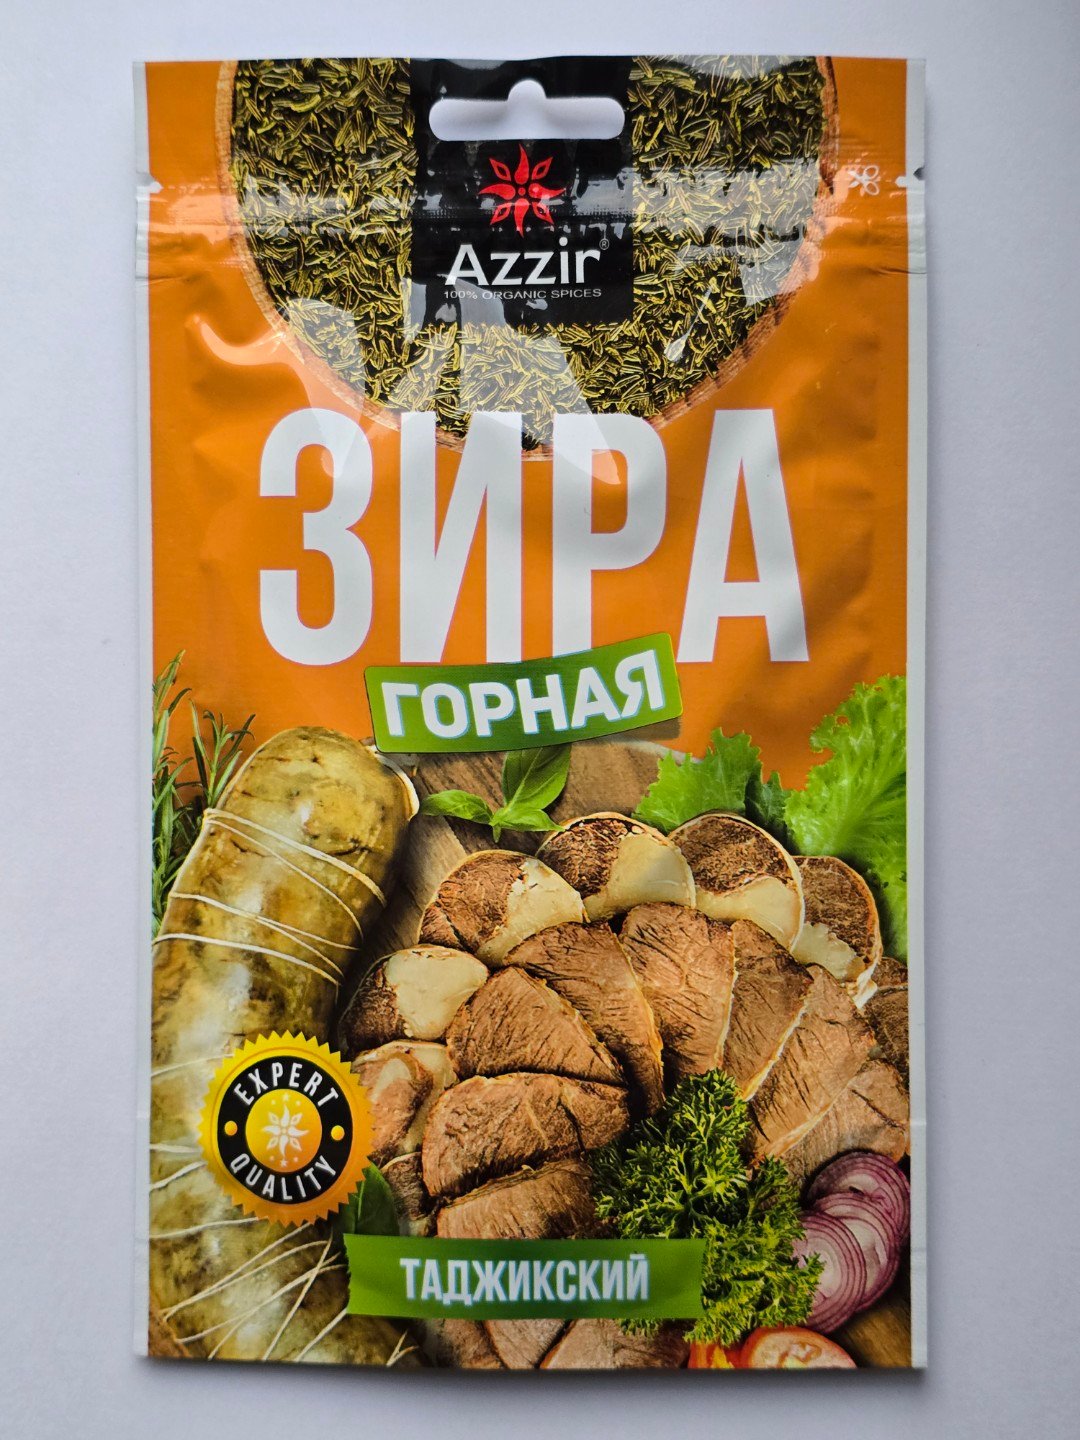 Azzir®
100% ORGANIC SPICES
ЗИРА
ГОРНАЯ
EXPERT
QUALITY
ТАДЖИКСКИЙ